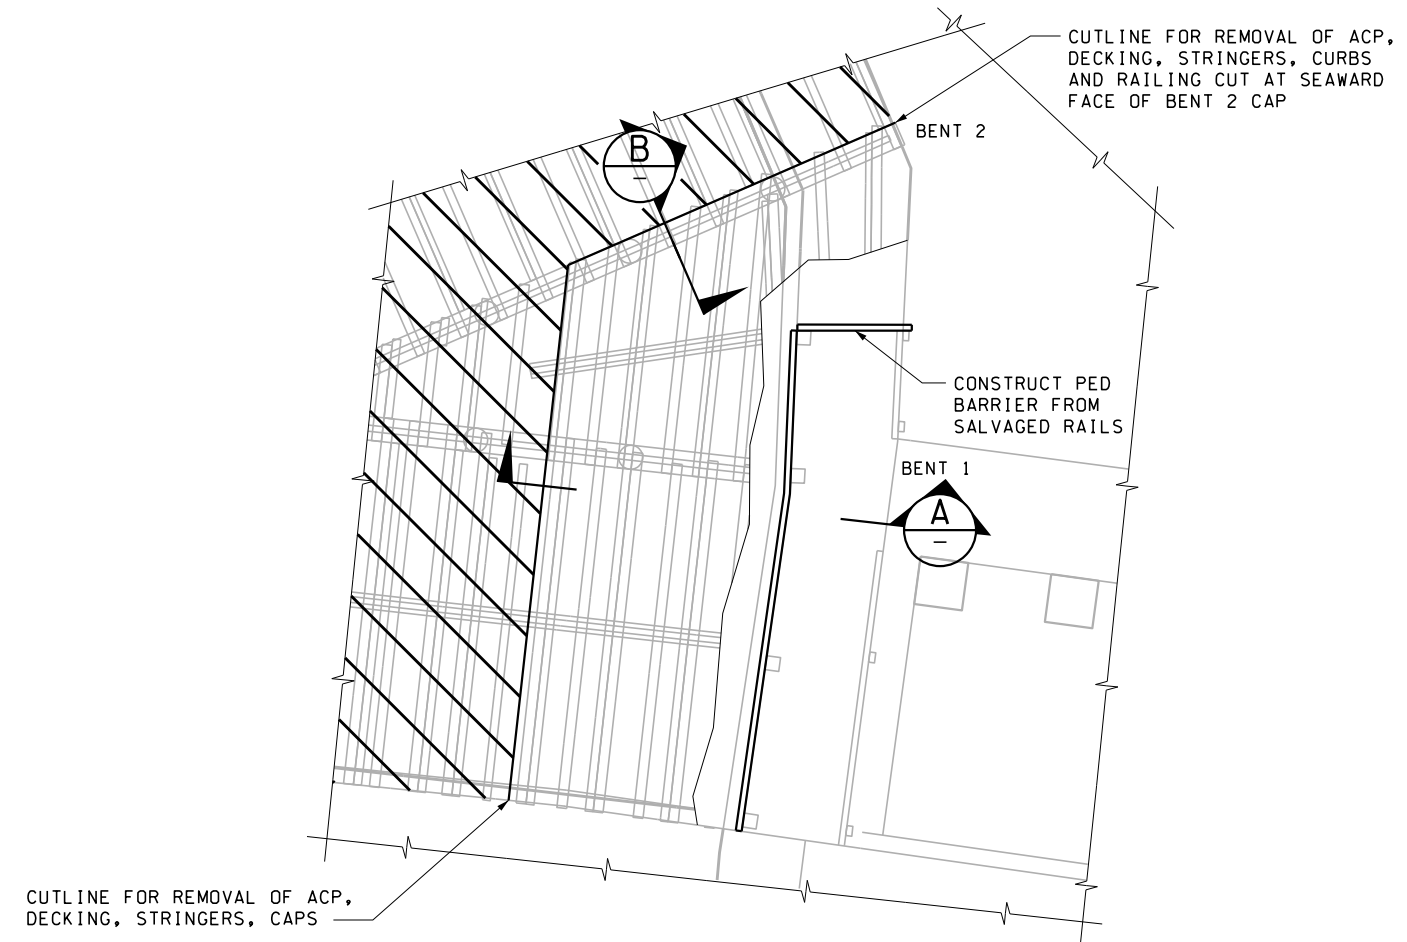 CUTLINE FOR REMOVAL OF ACP,
DECKING, STRINGERS, CURBS
AND RAILING CUT AT SEAWARD
FACE OF BENT 2 CAP
BENT 2
B
–
CONSTRUCT PED
BARRIER FROM
SALVAGED RAILS
BENT 1
A
–
CUTLINE FOR REMOVAL OF ACP,
DECKING, STRINGERS, CAPS